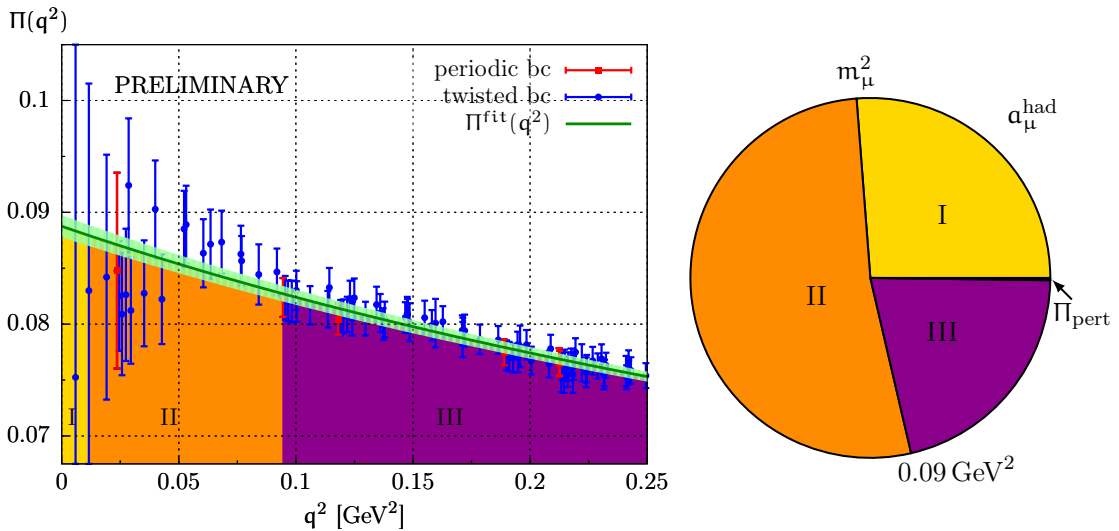 Π(q²)
0.1
0.09
0.08
0.07
PRELIMINARY
periodic bc
twisted bc
Πᶠⁱᵗ(q²)
I
II
III
0
0.05
0.1
0.15
0.2
0.25
q² [GeV²]
m²_μ
a_μ^had
I
II
III
Π_pert
0.09 GeV²